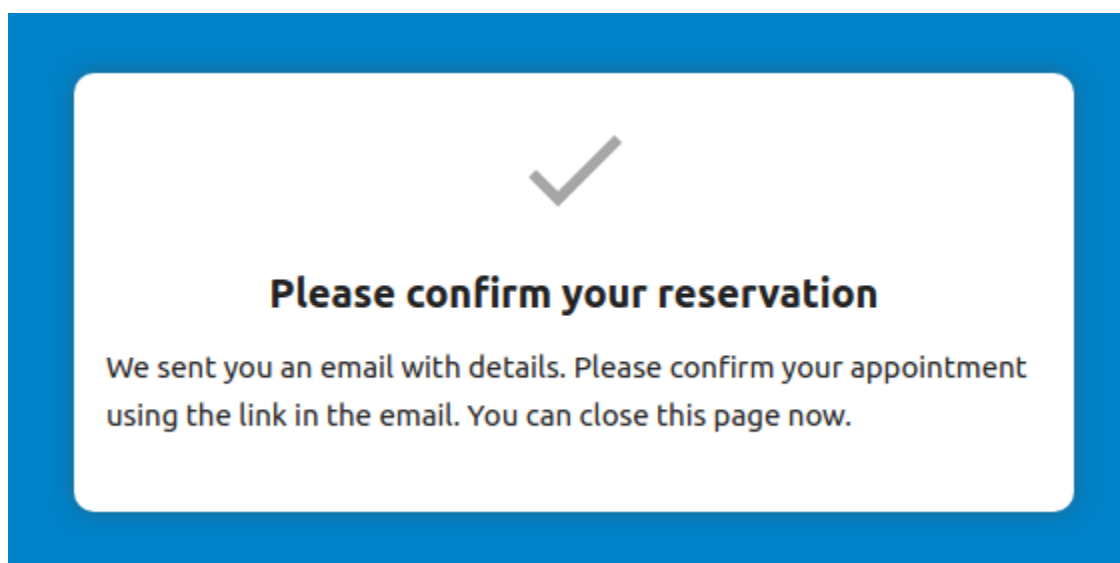 Please confirm your reservation
We sent you an email with details. Please confirm your appointment
using the link in the email. You can close this page now.